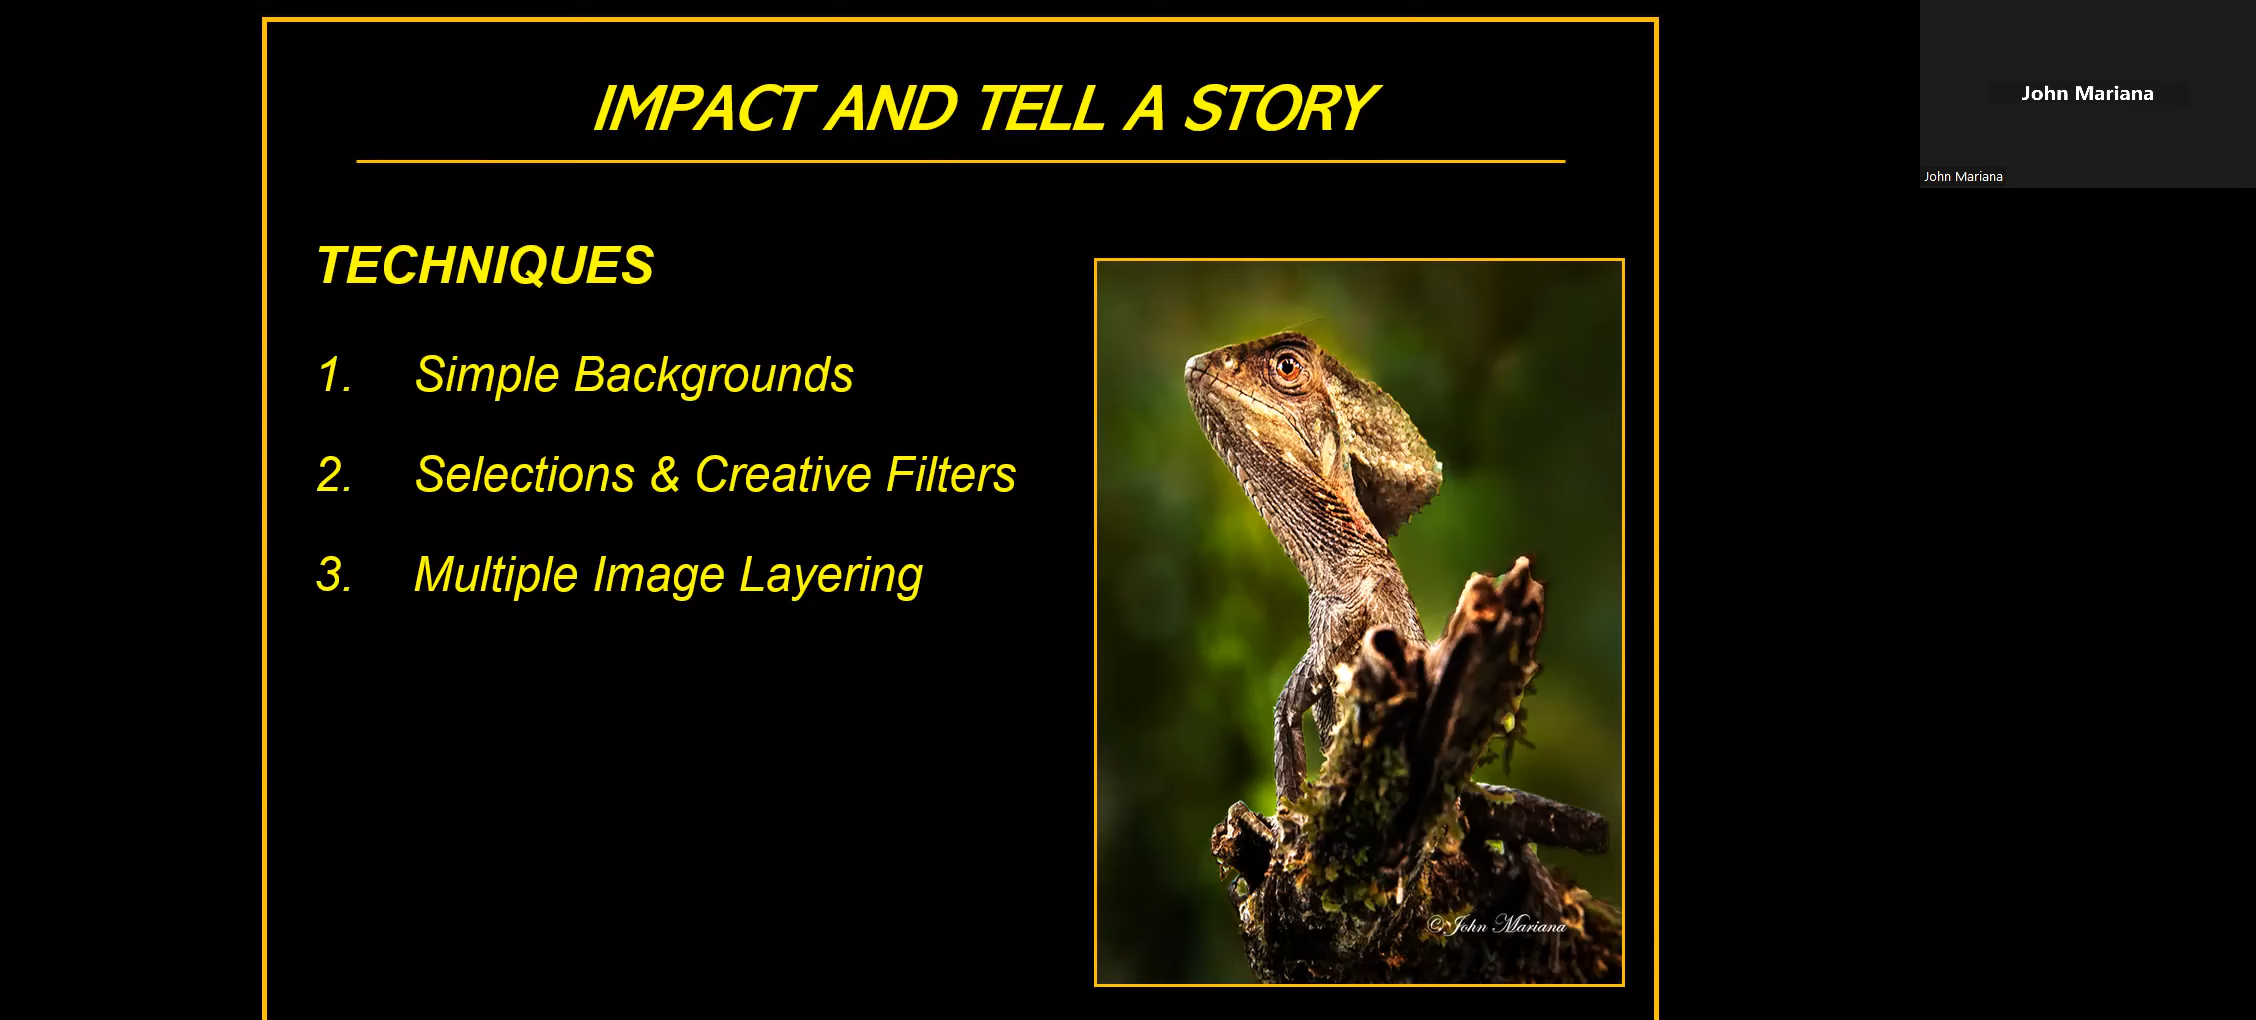 IMPACT AND TELL A STORY
John Mariana
John Mariana
TECHNIQUES
1. Simple Backgrounds
2. Selections & Creative Filters
3. Multiple Image Layering
©John Mariana